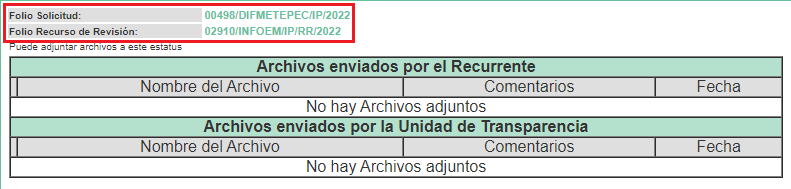 Folio Solicitud: 00498/DIFMETEPEC/IP/2022
Folio Recurso de Revisión: 02910/INFOEM/IP/RR/2022
Puede adjuntar archivos a este estatus
Archivos enviados por el Recurrente
Nombre del Archivo Comentarios Fecha
No hay Archivos adjuntos
Archivos enviados por la Unidad de Transparencia
Nombre del Archivo Comentarios Fecha
No hay Archivos adjuntos